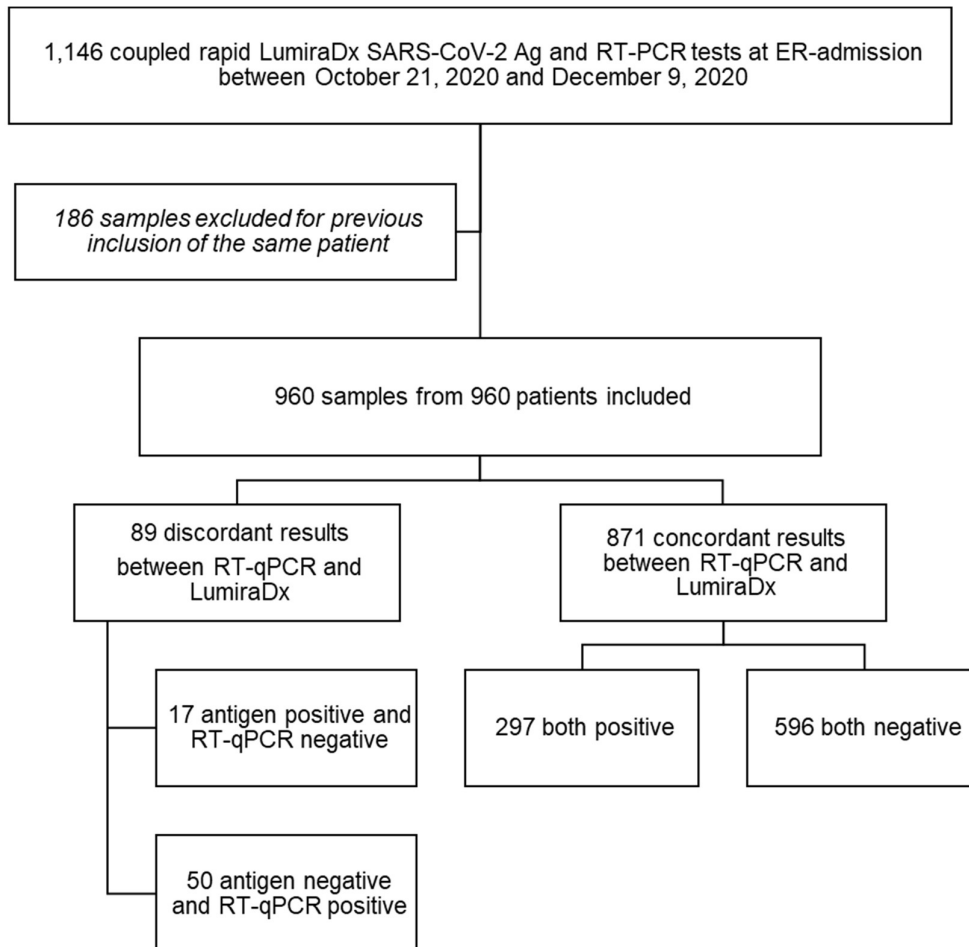 1,146 coupled rapid LumiraDx SARS-CoV-2 Ag and RT-PCR tests at ER-admission
between October 21, 2020 and December 9, 2020
186 samples excluded for previous
inclusion of the same patient
960 samples from 960 patients included
89 discordant results
between RT-qPCR and
LumiraDx
871 concordant results
between RT-qPCR and
LumiraDx
17 antigen positive and
RT-qPCR negative
297 both positive
596 both negative
50 antigen negative
and RT-qPCR positive